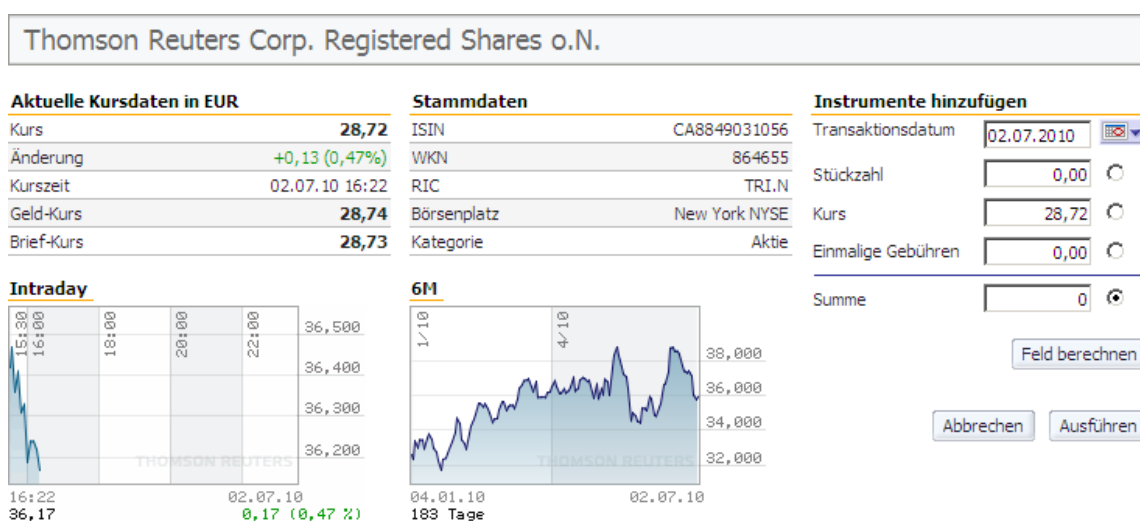 Thomson Reuters Corp. Registered Shares o.N.
Aktuelle Kursdaten in EUR
Kurs 28,72
Änderung +0,13 (0,47%)
Kurszeit 02.07.10 16:22
Geld-Kurs 28,74
Brief-Kurs 28,73
Stammdaten
ISIN CA8849031056
WKN 864655
RIC TRI.N
Börsenplatz New York NYSE
Kategorie Aktie
Instrumente hinzufügen
Transaktionsdatum 02.07.2010
Stückzahl 0,00
Kurs 28,72
Einmalige Gebühren 0,00
Summe 0
Feld berechnen
Abbrechen Ausführen
Intraday
15:30 16:00 18:00 20:00 22:00
36,500
36,400
36,300
36,200
THOMSON REUTERS
16:22 02.07.10
36,17 0,17 (0,47 %)
6M
1/10 4/10
38,000
36,000
34,000
32,000
THOMSON REUTERS
04.01.10 02.07.10
183 Tage